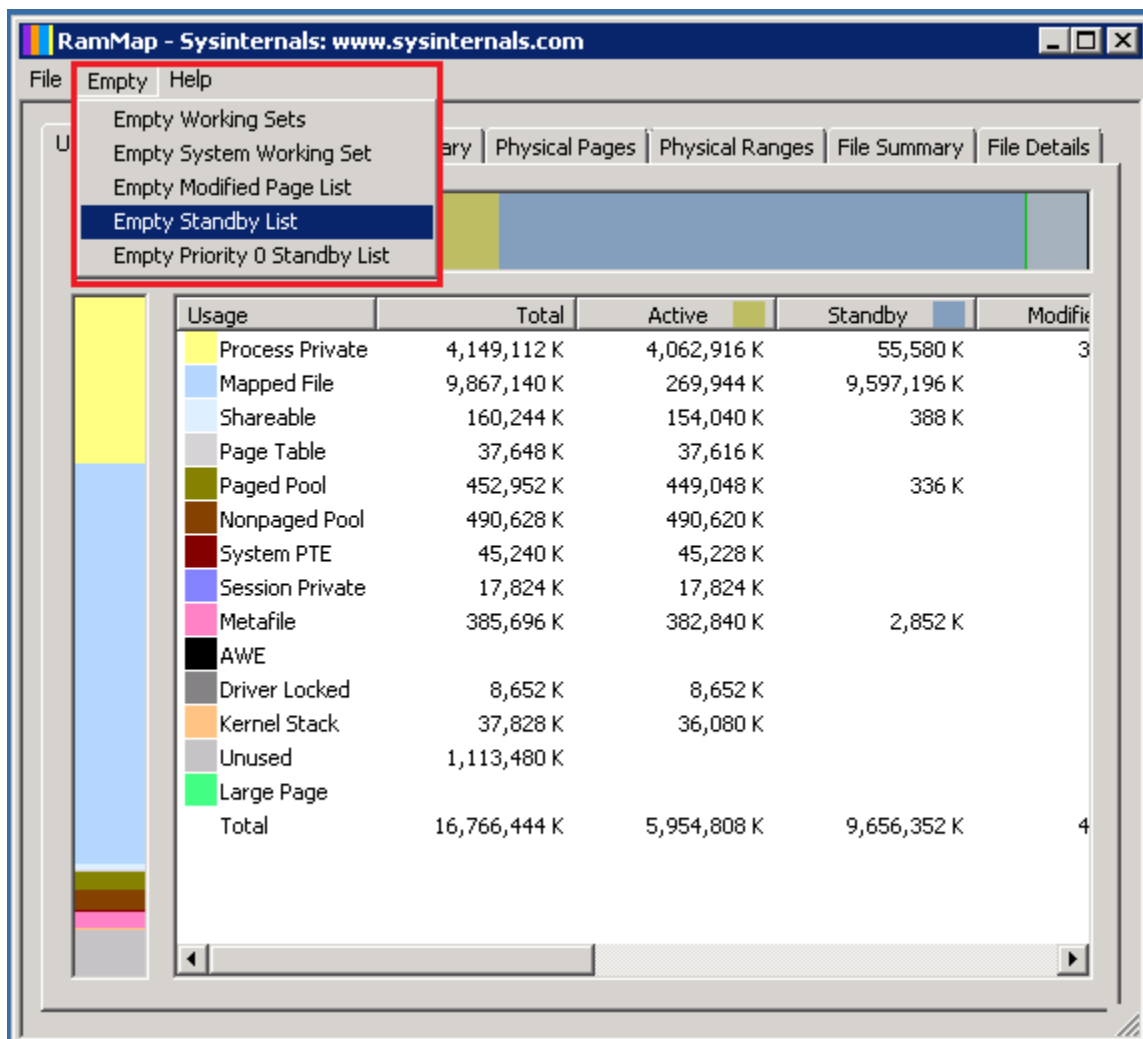 RamMap - Sysinternals: www.sysinternals.com
File Empty Help
Empty Working Sets
Empty System Working Set
Empty Modified Page List
Empty Standby List
Empty Priority 0 Standby List
U ary Physical Pages Physical Ranges File Summary File Details
Usage Total Active Standby Modifie
Process Private 4,149,112 K 4,062,916 K 55,580 K 3
Mapped File 9,867,140 K 269,944 K 9,597,196 K
Shareable 160,244 K 154,040 K 388 K
Page Table 37,648 K 37,616 K
Paged Pool 452,952 K 449,048 K 336 K
Nonpaged Pool 490,628 K 490,620 K
System PTE 45,240 K 45,228 K
Session Private 17,824 K 17,824 K
Metafile 385,696 K 382,840 K 2,852 K
AWE
Driver Locked 8,652 K 8,652 K
Kernel Stack 37,828 K 36,080 K
Unused 1,113,480 K
Large Page
Total 16,766,444 K 5,954,808 K 9,656,352 K 4